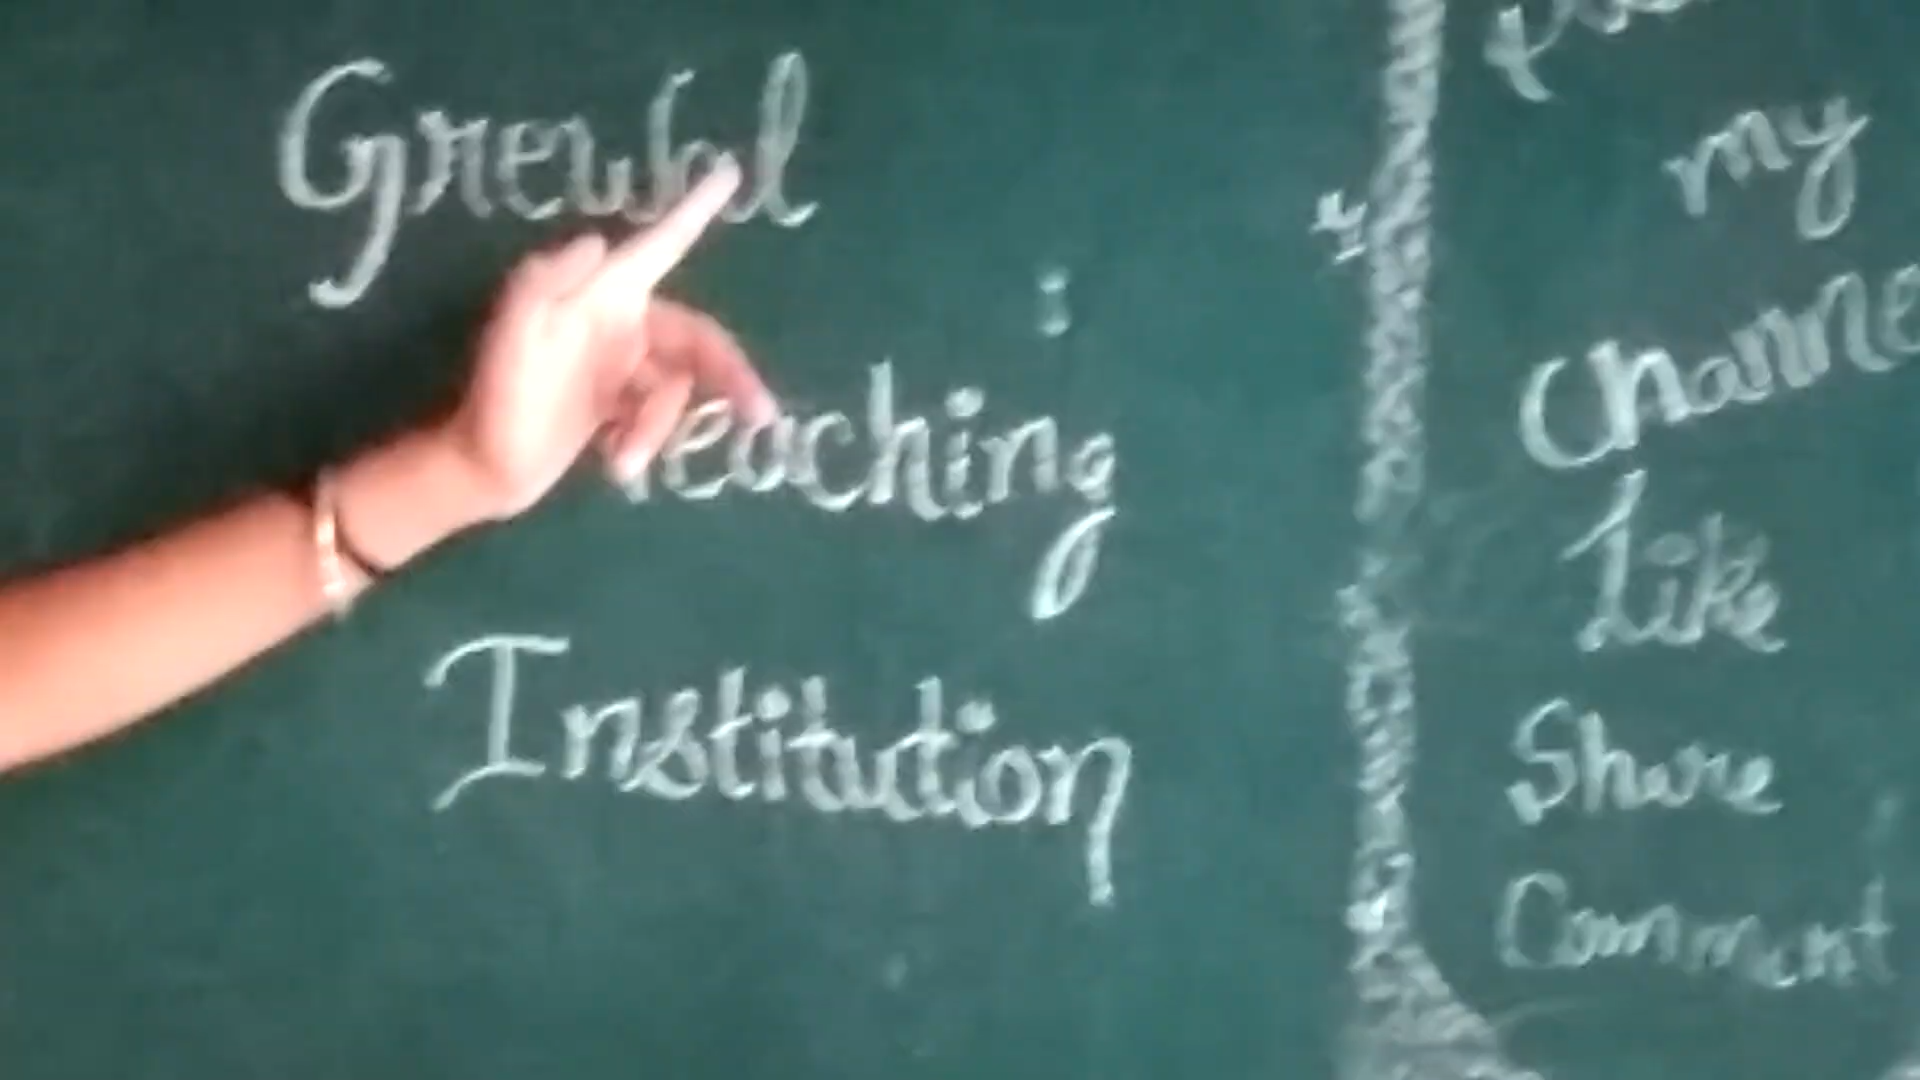 Grewal
Teaching
Institution
my
Channe
Like
Share
Comment